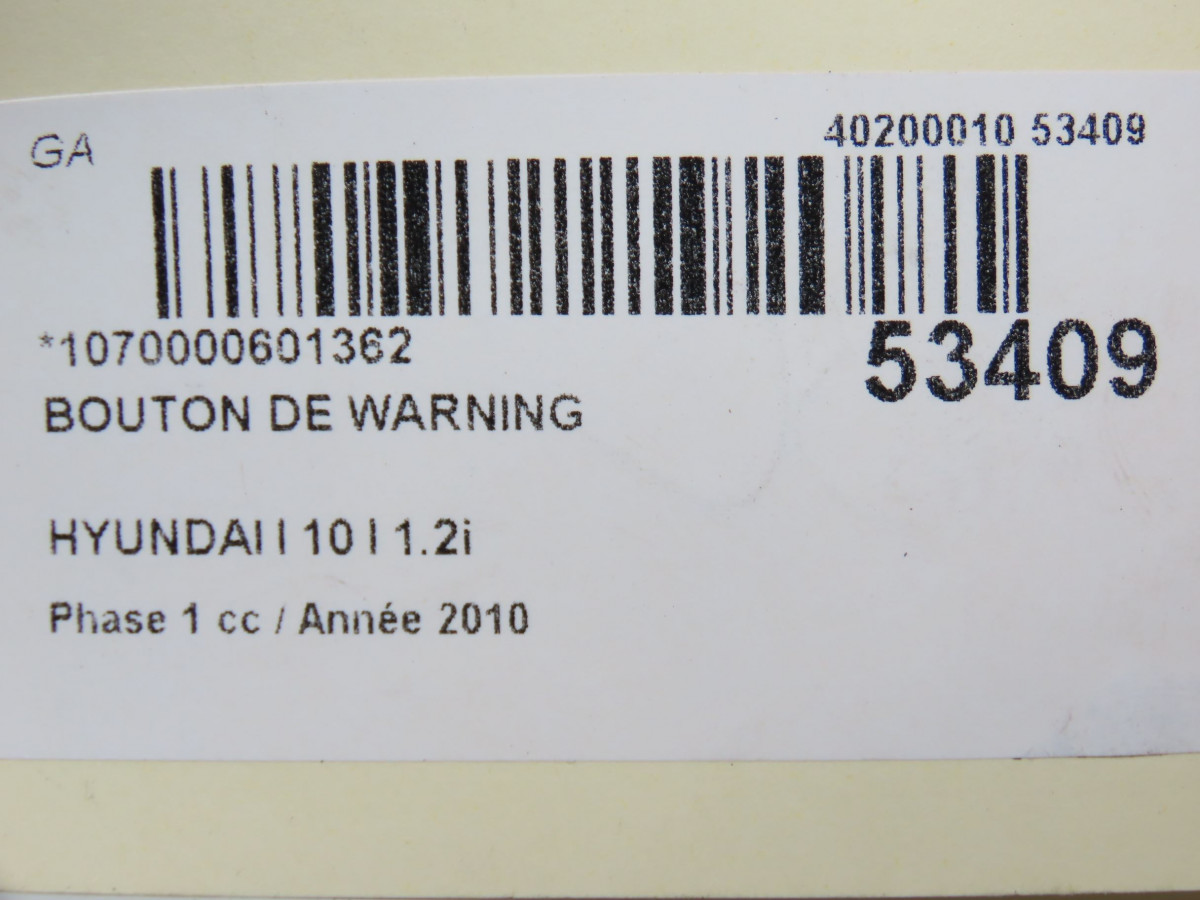 GA
40200010 53409
*1070000601362
53409
BOUTON DE WARNING
HYUNDAI I 10 I 1.2i
Phase 1 cc / Année 2010